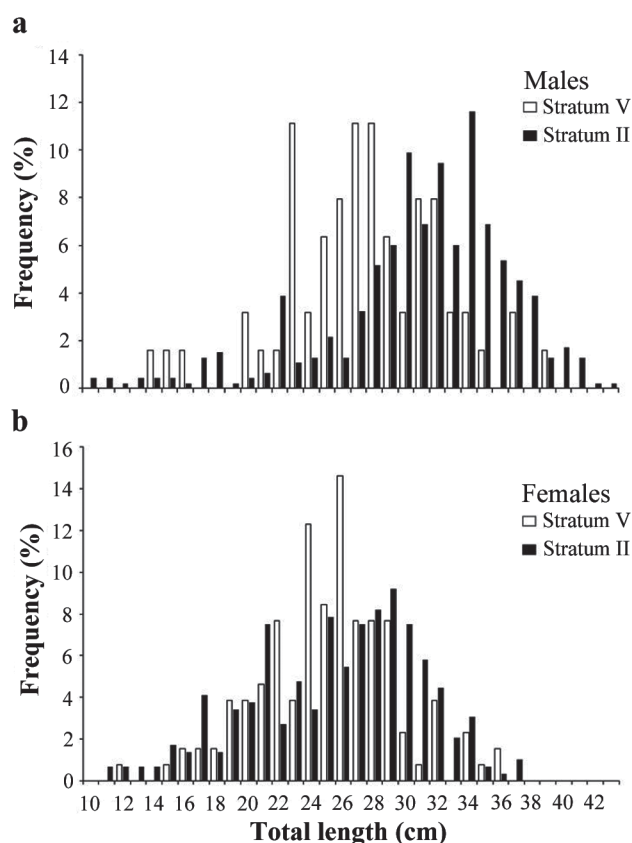 a
14
12
10
8
6
4
2
0
Frequency (%)
Males
Stratum V
Stratum II
b
16
14
12
10
8
6
4
2
0
Frequency (%)
Females
Stratum V
Stratum II
10 12 14 16 18 20 22 24 26 28 30 32 34 36 38 40 42
Total length (cm)